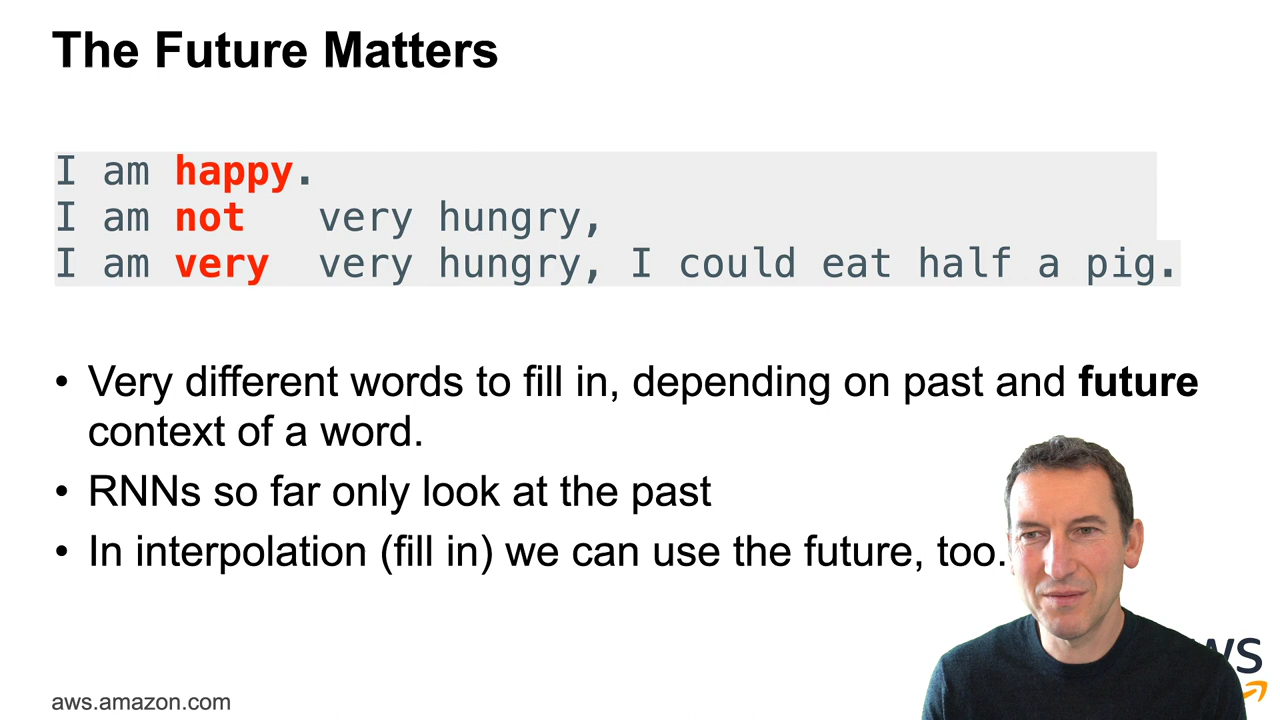 The Future Matters
I am happy.
I am not very hungry,
I am very very hungry, I could eat half a pig.
• Very different words to fill in, depending on past and future
context of a word.
• RNNs so far only look at the past
• In interpolation (fill in) we can use the future, too.
aws.amazon.com